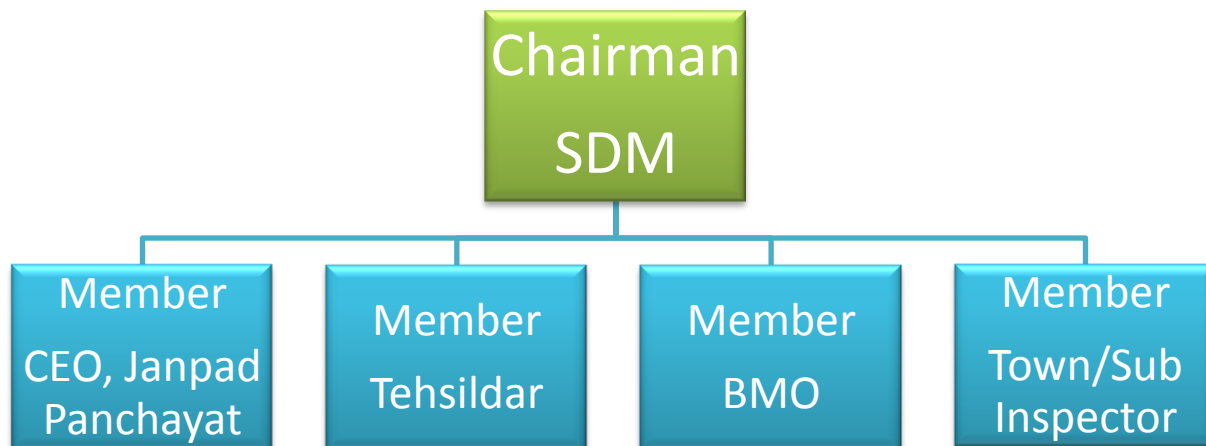 Chairman
SDM
Member
CEO, Janpad
Panchayat
Member
Tehsildar
Member
BMO
Member
Town/Sub
Inspector